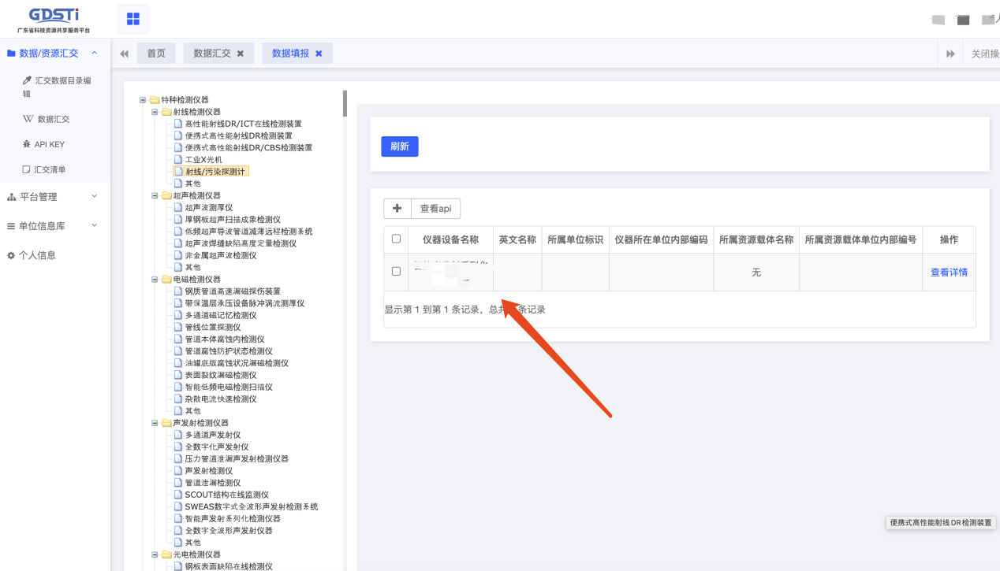 GDSTi
广东省科技资源共享服务平台
首页
数据汇交
数据填报
关闭操
数据/资源汇交
汇交数据目录编
辑
数据汇交
API KEY
汇交清单
平台管理
单位信息库
个人信息
特种检测仪器
射线检测仪器
高性能射线DR/ICT在线检测装置
便携式高性能射线DR检测装置
便携式高性能射线DR/CBS检测装置
工业X光机
射线/污染探测计
其他
超声检测仪器
超声波测厚仪
厚钢板超声扫描成象检测仪
低频超声导波管道减薄远程检测系统
超声波焊缝缺陷高度定量检测仪
非金属超声波检测仪
其他
电磁检测仪器
钢质管道高速漏磁探伤装置
带保温层承压设备脉冲涡流测厚仪
多通道磁记忆检测仪
管线位置探测仪
管道本体腐蚀内检测仪
管道腐蚀防护状态检测仪
油罐底版腐蚀状况漏磁检测仪
表面裂纹漏磁检测仪
智能低频电磁检测扫描仪
杂散电流快速检测仪
其他
声发射检测仪器
多通道声发射仪
全数字化声发射仪
压力管道泄漏声发射检测仪器
声发射检测仪
管道泄漏检测仪
SCOUT结构在线监测仪
SWEAS数字式全波形声发射检测系统
智能声发射系列化检测仪器
全数字全波形声发射仪器
其他
光电检测仪器
钢板表面缺陷在线检测仪
刷新
查看api
仪器设备名称 英文名称 所属单位标识 仪器所在单位内部编码 所属资源载体名称 所属资源载体单位内部编号 操作
无 查看详情
显示第 1 到第 1 条记录，总共 条记录
便携式高性能射线DR检测装置